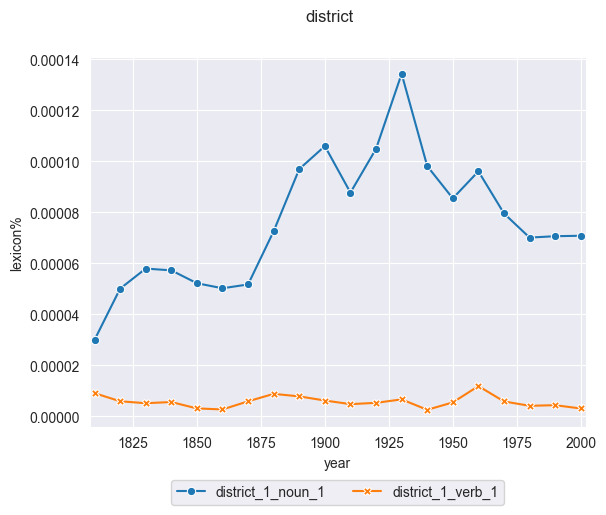 district
0.00014
0.00012
0.00010
0.00008
0.00006
0.00004
0.00002
0.00000
lexicon%
1825 1850 1875 1900 1925 1950 1975 2000
year
district_1_noun_1 district_1_verb_1